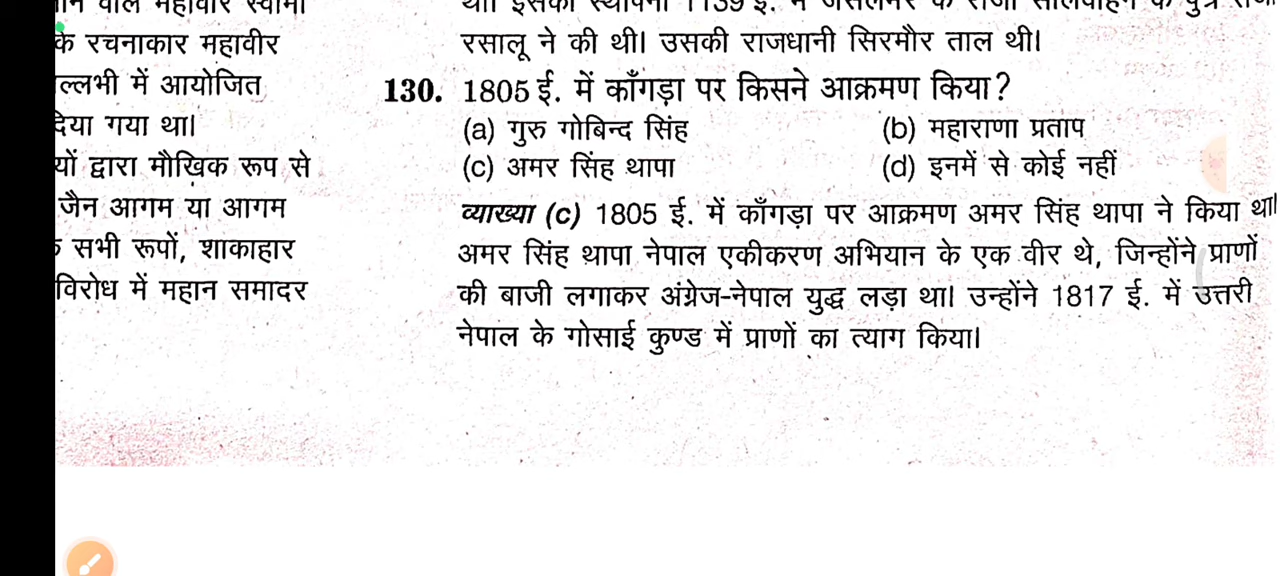 के रचनाकार महावीर
ल्लभी में आयोजित
दिया गया था।
यों द्वारा मौखिक रूप से
जैन आगम या आगम
सभी रूपों, शाकाहार
विरोध में महान समादर
रसालू ने की थी। उसकी राजधानी सिरमौर ताल थी।
130. 1805 ई. में काँगड़ा पर किसने आक्रमण किया?
(a) गुरु गोबिन्द सिंह (b) महाराणा प्रताप
(c) अमर सिंह थापा (d) इनमें से कोई नहीं
व्याख्या (c) 1805 ई. में काँगड़ा पर आक्रमण अमर सिंह थापा ने किया था।
अमर सिंह थापा नेपाल एकीकरण अभियान के एक वीर थे, जिन्होंने प्राणों
की बाजी लगाकर अंग्रेज-नेपाल युद्ध लड़ा था। उन्होंने 1817 ई. में उत्तरी
नेपाल के गोसाई कुण्ड में प्राणों का त्याग किया।